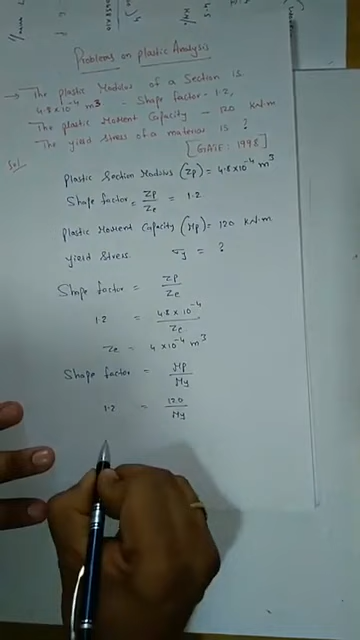 Problems on plastic Analysis
→ The plastic Modulus of a Section is
4.8×10⁻⁴ m³ - Shape factor - 1.2,
The plastic Moment Capacity - 120 kN.m
The yield stress of a material is ?
[GATE : 1998]
Sol
plastic Section Modulus (Zp) = 4.8×10⁻⁴ m³
Shape factor = Zp/Ze = 1.2
plastic Moment Capacity (Mp) = 120 kN.m
yield Stress σy = ?
Shape factor = Zp/Ze
1.2 = 4.8 × 10⁻⁴/Ze
Ze = 4 ×10⁻⁴ m³
Shape factor = Mp/My
1.2 = 120/My